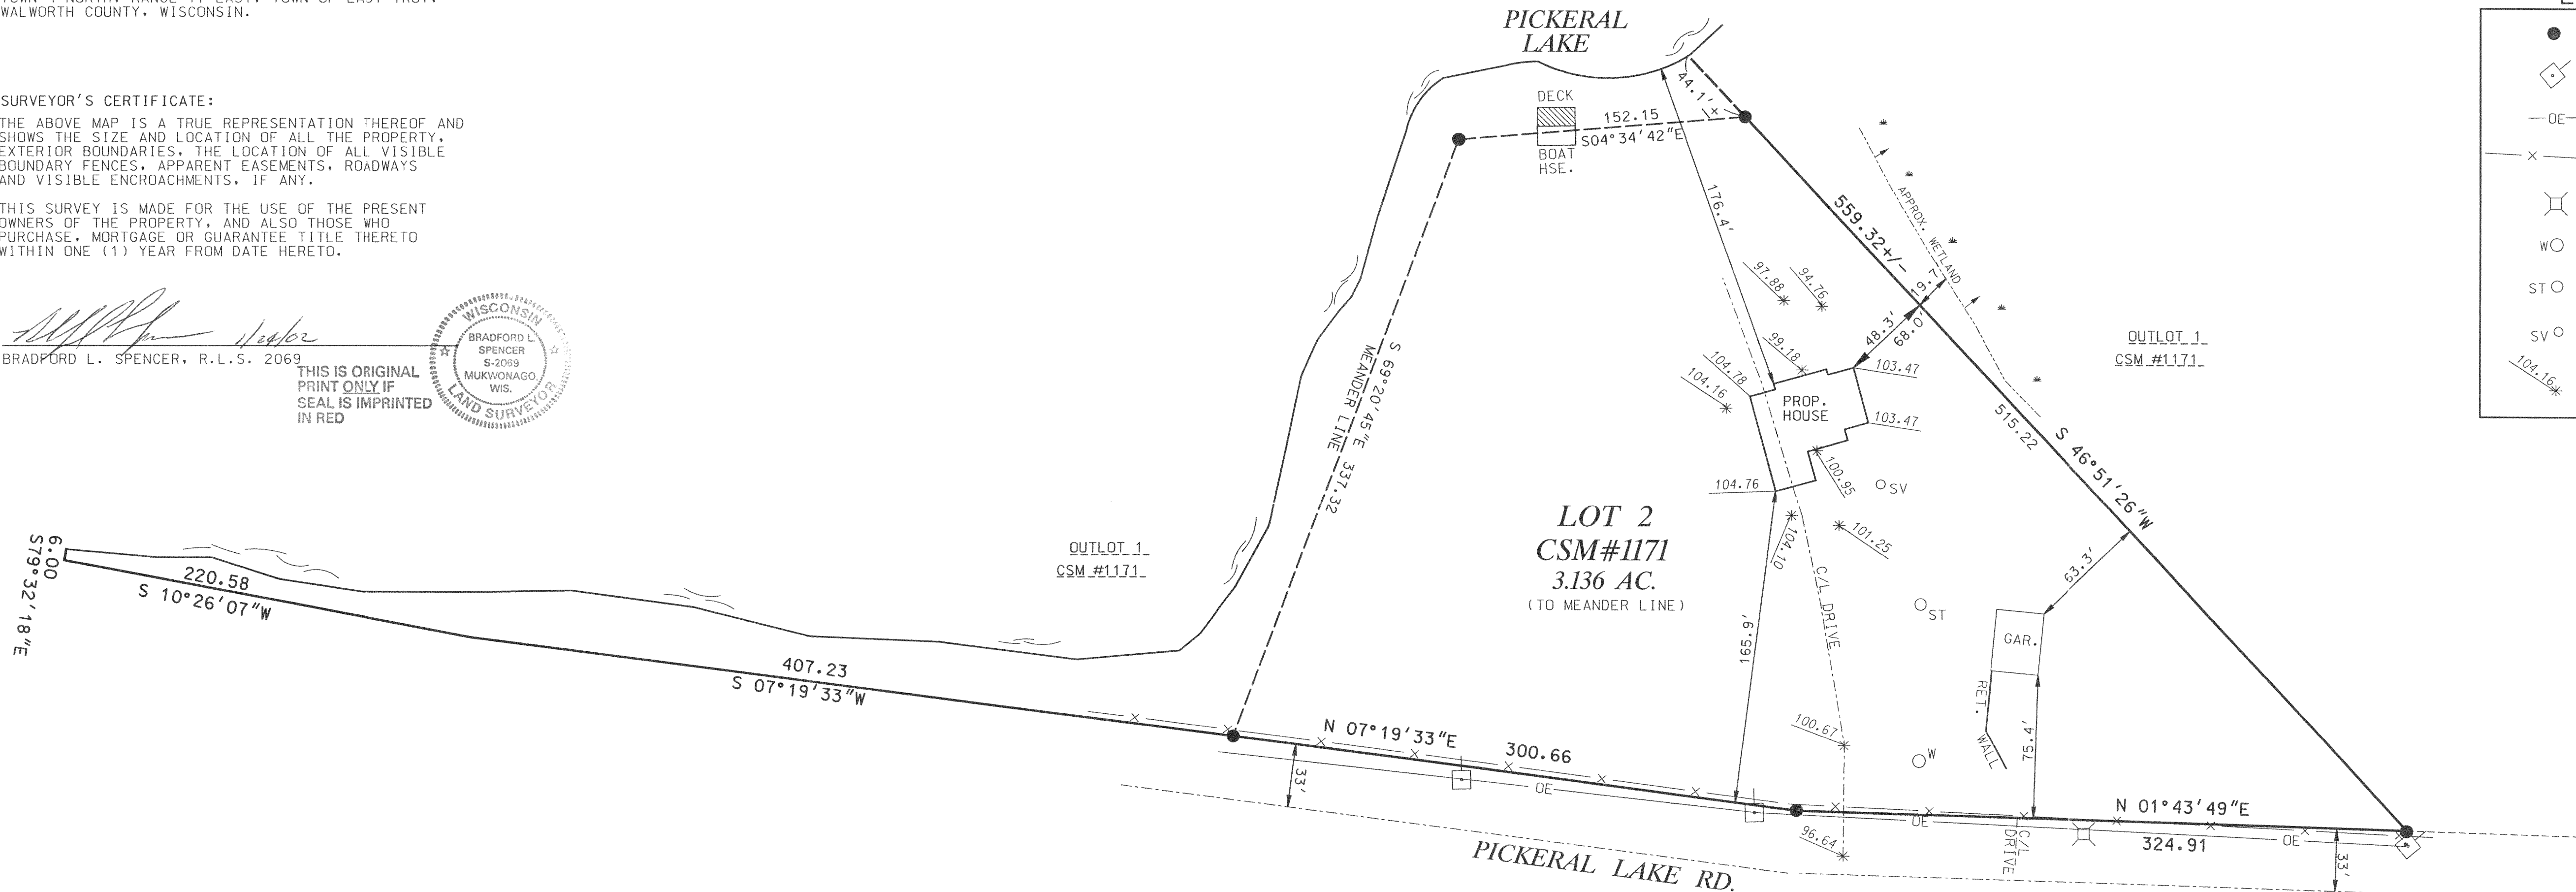 WALWORTH COUNTY, WISCONSIN.
SURVEYOR'S CERTIFICATE:
THE ABOVE MAP IS A TRUE REPRESENTATION THEREOF AND
SHOWS THE SIZE AND LOCATION OF ALL THE PROPERTY,
EXTERIOR BOUNDARIES, THE LOCATION OF ALL VISIBLE
BOUNDARY FENCES, APPARENT EASEMENTS, ROADWAYS
AND VISIBLE ENCROACHMENTS, IF ANY.
THIS SURVEY IS MADE FOR THE USE OF THE PRESENT
OWNERS OF THE PROPERTY, AND ALSO THOSE WHO
PURCHASE, MORTGAGE OR GUARANTEE TITLE THERETO
WITHIN ONE (1) YEAR FROM DATE HERETO.
1/24/02
BRADFORD L. SPENCER, R.L.S. 2069
THIS IS ORIGINAL
PRINT ONLY IF
SEAL IS IMPRINTED
IN RED
WISCONSIN
BRADFORD L.
SPENCER
S-2069
MUKWONAGO,
WIS.
LAND SURVEYOR
PICKERAL
LAKE
DECK
BOAT
HSE.
152.15
S04°34'42"E
44.1'±
176.4'
559.32+/-
APPROX. WETLAND
19.7'
48.3'
68.0'
97.88
94.76
99.18
104.78
104.16
103.47
103.47
PROP.
HOUSE
100.95
104.76
SV
104.10
101.25
S 69°20'45"E 337.32
MEANDER LINE
OUTLOT 1
CSM #1171
515.22
S 46°51'26"W
LOT 2
CSM#1171
3.136 AC.
(TO MEANDER LINE)
OUTLOT 1
CSM #1171
C/L DRIVE
ST
63.3'
GAR.
165.9'
RET.
WALL
75.4'
W
100.67
6.00
S79°32'18"E
220.58
S 10°26'07"W
407.23
S 07°19'33"W
N 07°19'33"E
300.66
33'
OE
OE
OE
96.64
C/L
DRIVE
N 01°43'49"E
324.91
33'
PICKERAL LAKE RD.
OE
W
ST
SV
104.16